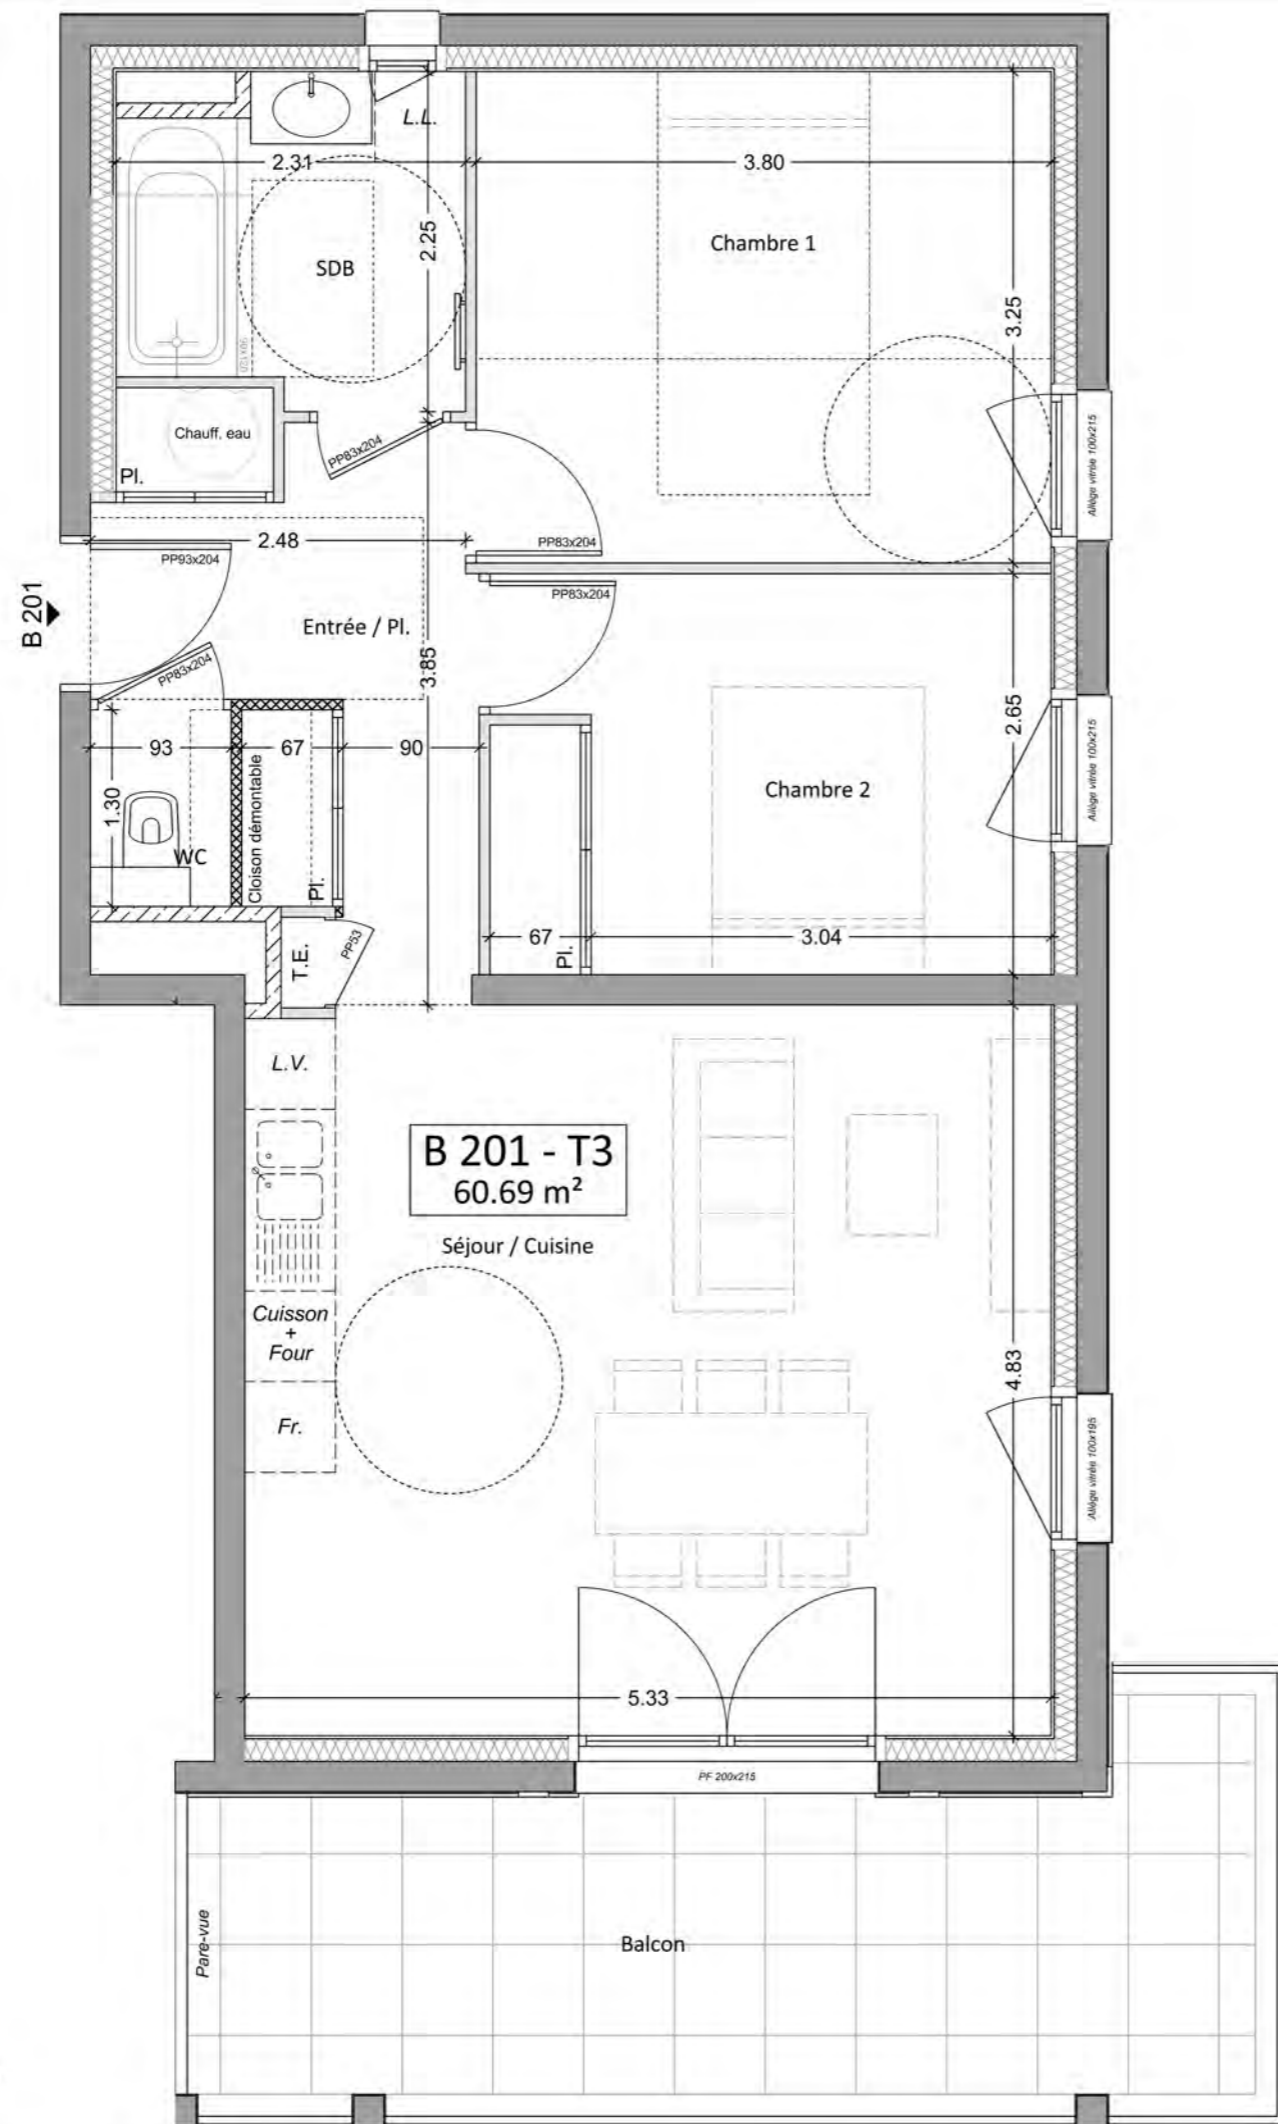 L.L.
2.31
3.80
2.25
SDB
Chambre 1
3.25
90x120
Chauff. eau
Pl.
PP83x204
Allège vitrée 100x215
2.48
PP93x204
PP83x204
PP83x204
B 201
Entrée / Pl.
3.85
PP83x204
2.65
93
67
90
Allège vitrée 100x215
1.30
Cloison démontable
Chambre 2
WC
Pl.
67
Pl.
3.04
T.E.
PP53
L.V.
B 201 - T3
60.69 m²
Séjour / Cuisine
Cuisson
+
Four
4.83
Fr.
Allège vitrée 100x195
5.33
PF 200x215
Pare-vue
Balcon